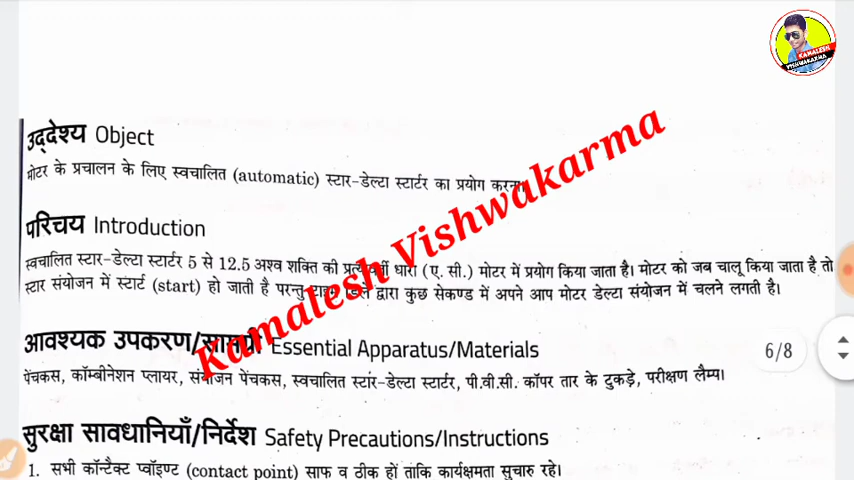 KAMALESH
VISHWAKARMA
उद्देश्य Object
मोटर के प्रचालन के लिए स्वचालित (automatic) स्टार-डेल्टा स्टार्टर का प्रयोग करना।
परिचय Introduction
स्वचालित स्टार-डेल्टा स्टार्टर 5 से 12.5 अश्व शक्ति की प्रत्यावर्ती धारा (ए. सी.) मोटर में प्रयोग किया जाता है। मोटर को जब चालू किया जाता है तो
स्टार संयोजन में स्टार्ट (start) हो जाती है परन्तु टाइम डिले द्वारा कुछ सेकण्ड में अपने आप मोटर डेल्टा संयोजन में चलने लगती है।
आवश्यक उपकरण/सामग्री Essential Apparatus/Materials
6/8
पेंचकस, कॉम्बीनेशन प्लायर, संयोजन पेंचकस, स्वचालित स्टार-डेल्टा स्टार्टर, पी.वी.सी. कॉपर तार के टुकड़े, परीक्षण लैम्प।
सुरक्षा सावधानियाँ/निर्देश Safety Precautions/Instructions
1. सभी कॉन्टैक्ट प्वॉइण्ट (contact point) साफ व ठीक हों ताकि कार्यक्षमता सुचारु रहे।
Kamalesh Vishwakarma